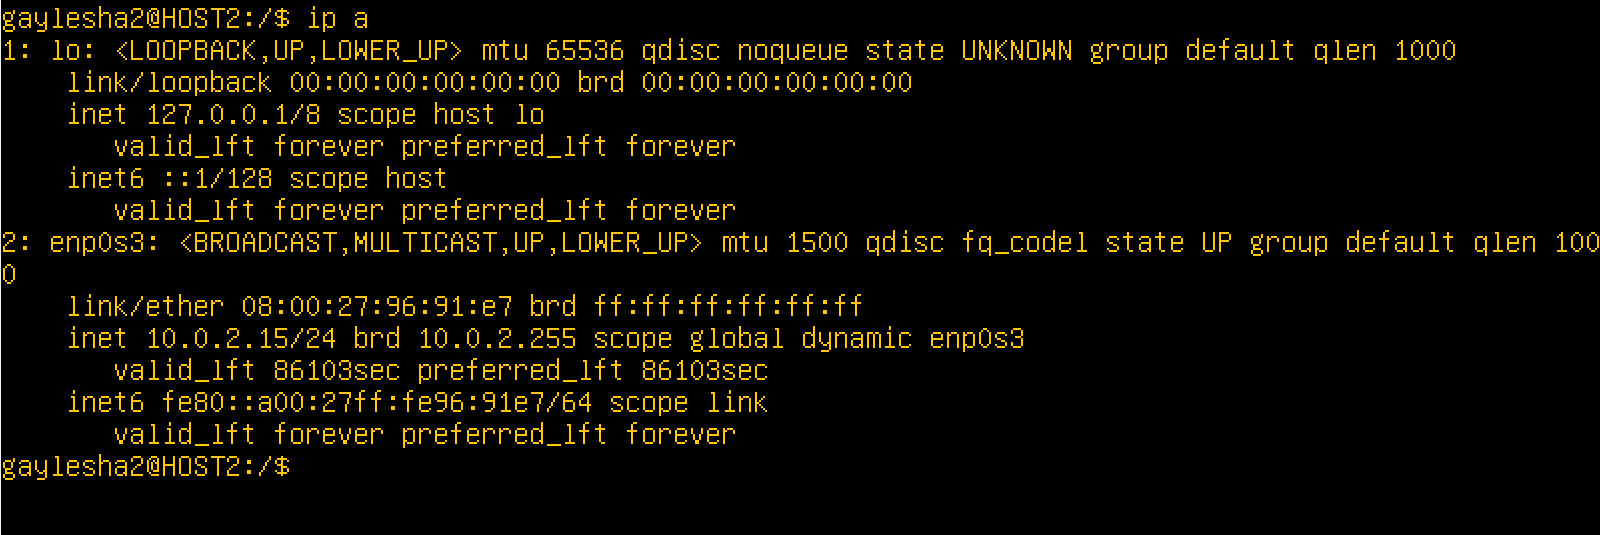 gaylesha2@HOST2:/$ ip a
1: lo: <LOOPBACK,UP,LOWER_UP> mtu 65536 qdisc noqueue state UNKNOWN group default qlen 1000
    link/loopback 00:00:00:00:00:00 brd 00:00:00:00:00:00
    inet 127.0.0.1/8 scope host lo
       valid_lft forever preferred_lft forever
    inet6 ::1/128 scope host
       valid_lft forever preferred_lft forever
2: enp0s3: <BROADCAST,MULTICAST,UP,LOWER_UP> mtu 1500 qdisc fq_codel state UP group default qlen 100
0
    link/ether 08:00:27:96:91:e7 brd ff:ff:ff:ff:ff:ff
    inet 10.0.2.15/24 brd 10.0.2.255 scope global dynamic enp0s3
       valid_lft 86103sec preferred_lft 86103sec
    inet6 fe80::a00:27ff:fe96:91e7/64 scope link
       valid_lft forever preferred_lft forever
gaylesha2@HOST2:/$